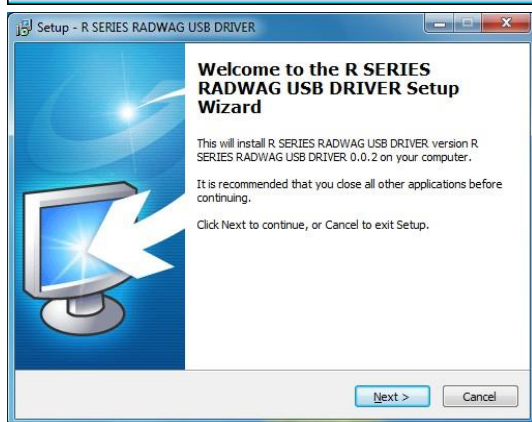 Setup - R SERIES RADWAG USB DRIVER
Welcome to the R SERIES
RADWAG USB DRIVER Setup
Wizard
This will install R SERIES RADWAG USB DRIVER version R
SERIES RADWAG USB DRIVER 0.0.2 on your computer.
It is recommended that you close all other applications before
continuing.
Click Next to continue, or Cancel to exit Setup.
Next >
Cancel